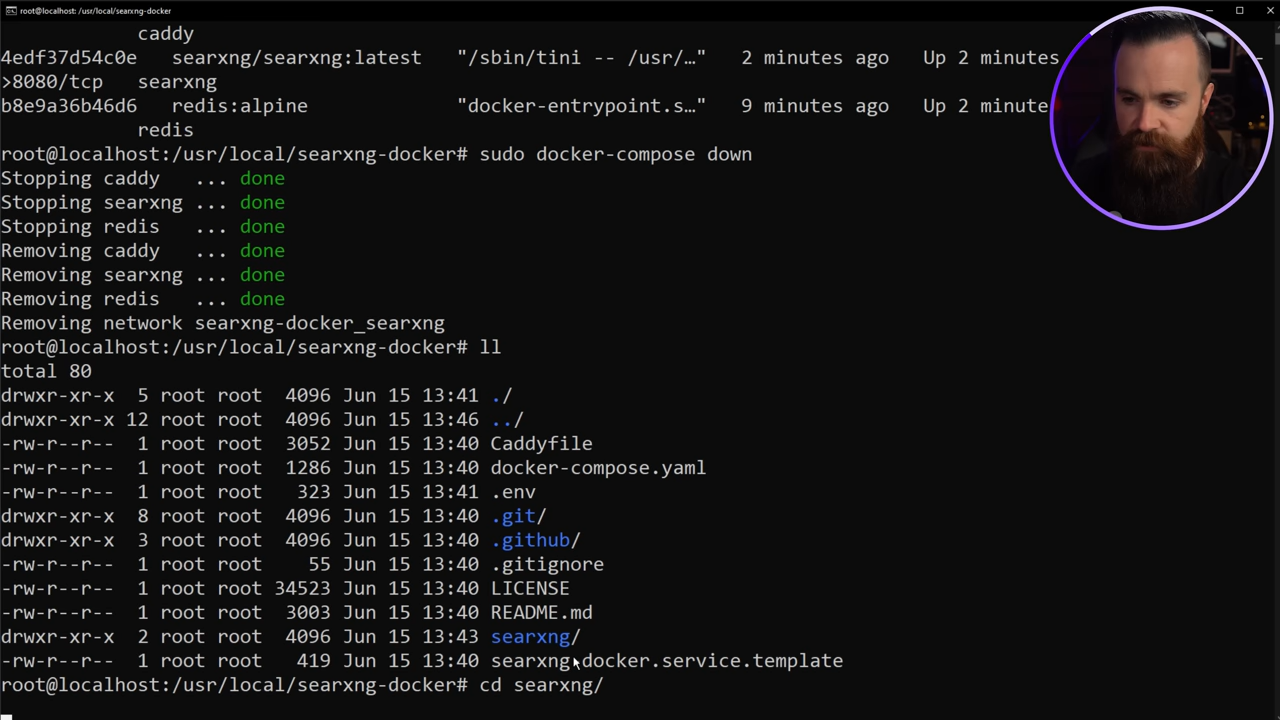 root@localhost: /usr/local/searxng-docker
caddy
4edf37d54c0e   searxng/searxng:latest   "/sbin/tini -- /usr/…"   2 minutes ago   Up 2 minutes
>8080/tcp   searxng
b8e9a36b46d6   redis:alpine             "docker-entrypoint.s…"   9 minutes ago   Up 2 minute
redis
root@localhost:/usr/local/searxng-docker# sudo docker-compose down
Stopping caddy   ... done
Stopping searxng ... done
Stopping redis   ... done
Removing caddy   ... done
Removing searxng ... done
Removing redis   ... done
Removing network searxng-docker_searxng
root@localhost:/usr/local/searxng-docker# ll
total 80
drwxr-xr-x  5 root root  4096 Jun 15 13:41 ./
drwxr-xr-x 12 root root  4096 Jun 15 13:46 ../
-rw-r--r--  1 root root  3052 Jun 15 13:40 Caddyfile
-rw-r--r--  1 root root  1286 Jun 15 13:40 docker-compose.yaml
-rw-r--r--  1 root root   323 Jun 15 13:41 .env
drwxr-xr-x  8 root root  4096 Jun 15 13:40 .git/
drwxr-xr-x  3 root root  4096 Jun 15 13:40 .github/
-rw-r--r--  1 root root    55 Jun 15 13:40 .gitignore
-rw-r--r--  1 root root 34523 Jun 15 13:40 LICENSE
-rw-r--r--  1 root root  3003 Jun 15 13:40 README.md
drwxr-xr-x  2 root root  4096 Jun 15 13:43 searxng/
-rw-r--r--  1 root root   419 Jun 15 13:40 searxng-docker.service.template
root@localhost:/usr/local/searxng-docker# cd searxng/